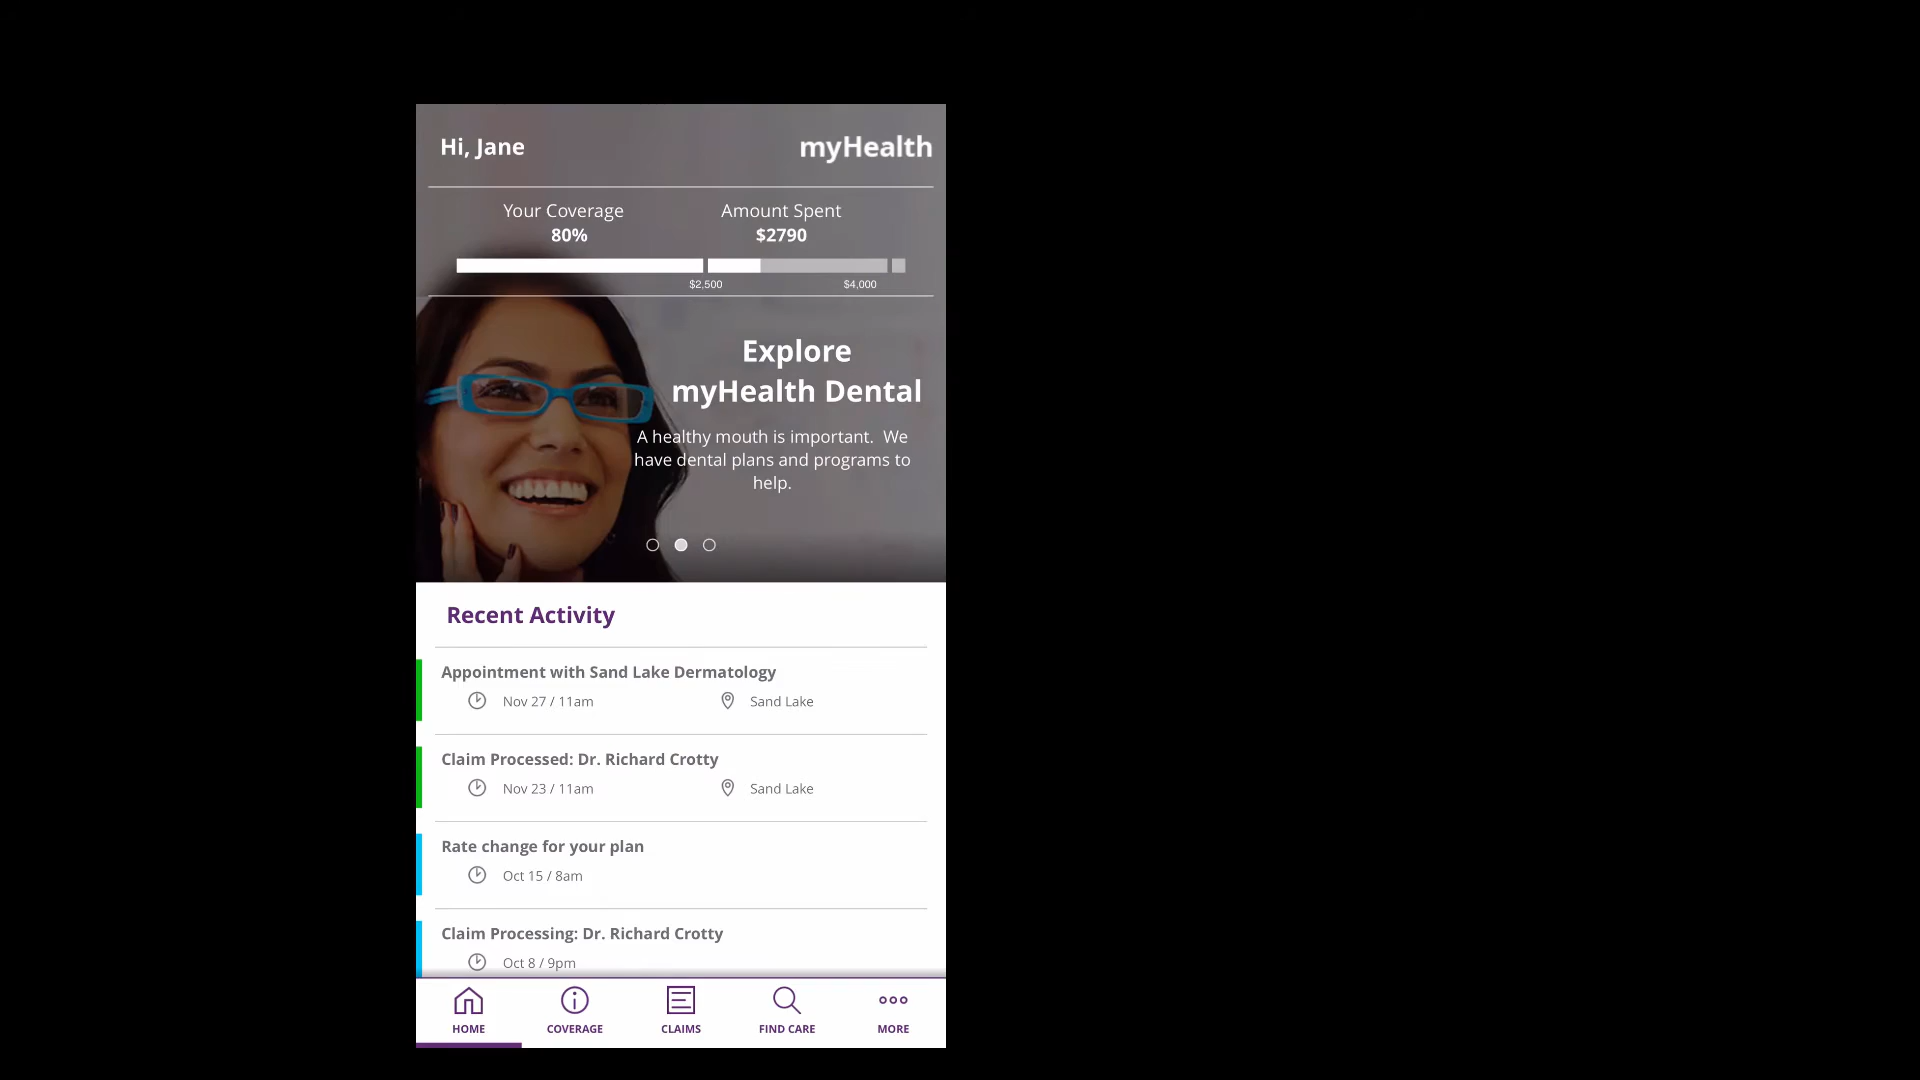 Hi, Jane
myHealth
Your Coverage
80%
Amount Spent
$2790
$2,500
$4,000
Explore
myHealth Dental
A healthy mouth is important.  We
have dental plans and programs to
help.
Recent Activity
Appointment with Sand Lake Dermatology
Nov 27 / 11am
Sand Lake
Claim Processed: Dr. Richard Crotty
Nov 23 / 11am
Sand Lake
Rate change for your plan
Oct 15 / 8am
Claim Processing: Dr. Richard Crotty
Oct 8 / 9pm
HOME
COVERAGE
CLAIMS
FIND CARE
MORE